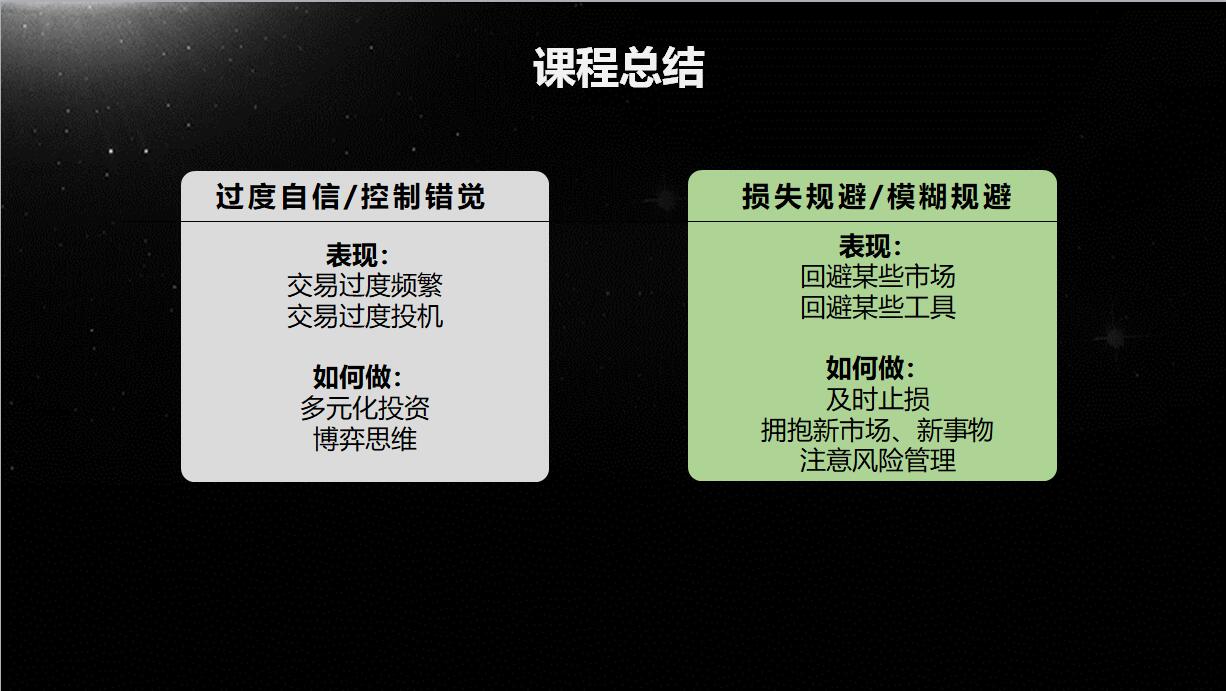 课程总结
过度自信/控制错觉
表现：
交易过度频繁
交易过度投机
如何做：
多元化投资
博弈思维
损失规避/模糊规避
表现：
回避某些市场
回避某些工具
如何做：
及时止损
拥抱新市场、新事物
注意风险管理